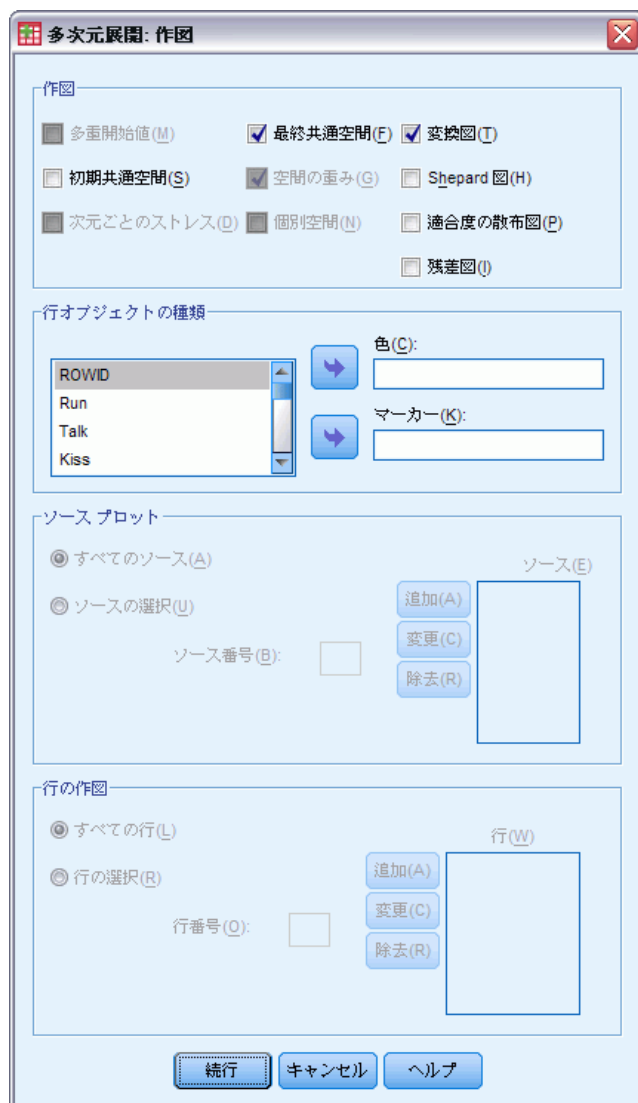 多次元展開: 作図
作図
多重開始値(M)
最終共通空間(F)
変換図(T)
初期共通空間(S)
空間の重み(G)
Shepard 図(H)
次元ごとのストレス(D)
個別空間(N)
適合度の散布図(P)
残差図(I)
行オブジェクトの種類
ROWID
Run
Talk
Kiss
色(C):
マーカー(K):
ソース プロット
すべてのソース(A)
ソースの選択(U)
ソース番号(B):
ソース(E)
追加(A)
変更(C)
除去(R)
行の作図
すべての行(L)
行の選択(R)
行番号(O):
行(W)
追加(A)
変更(C)
除去(R)
続行
キャンセル
ヘルプ